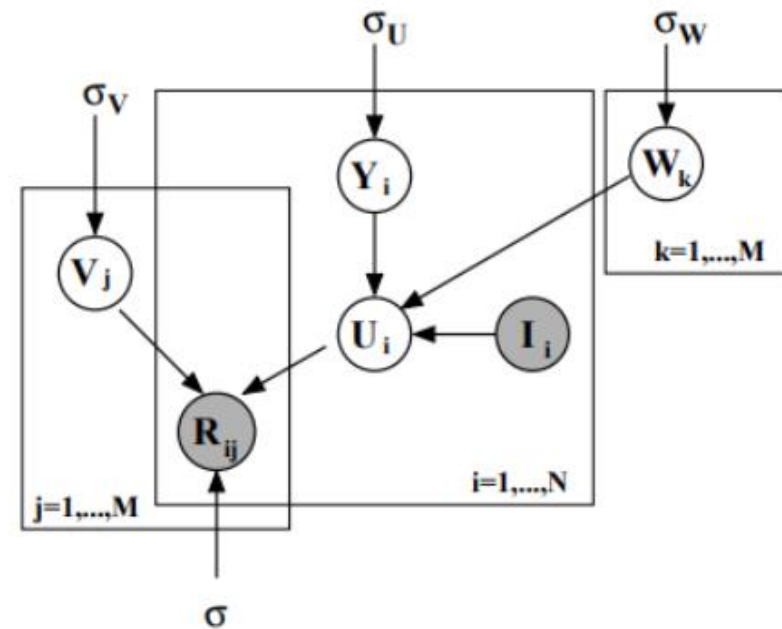 σU
σW
σV
Yi
Wk
k=1,...,M
Vj
Ui
Ii
Rij
i=1,...,N
j=1,...,M
σ